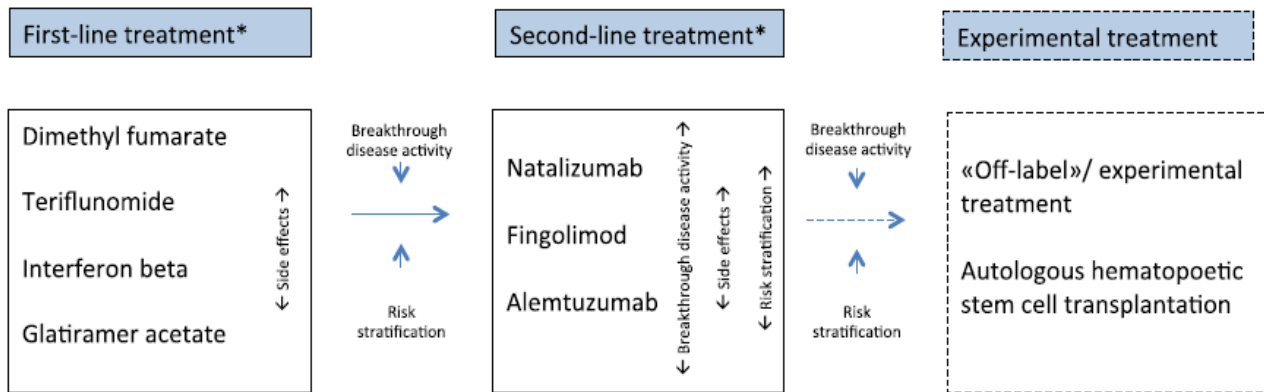 First-line treatment*
Second-line treatment*
Experimental treatment
Dimethyl fumarate
Teriflunomide
Interferon beta
Glatiramer acetate
← Side effects →
Breakthrough
disease activity
Risk
stratification
Natalizumab
Fingolimod
Alemtuzumab
← Breakthrough disease activity →
← Side effects →
← Risk stratification →
Breakthrough
disease activity
Risk
stratification
«Off-label»/ experimental
treatment
Autologous hematopoetic
stem cell transplantation